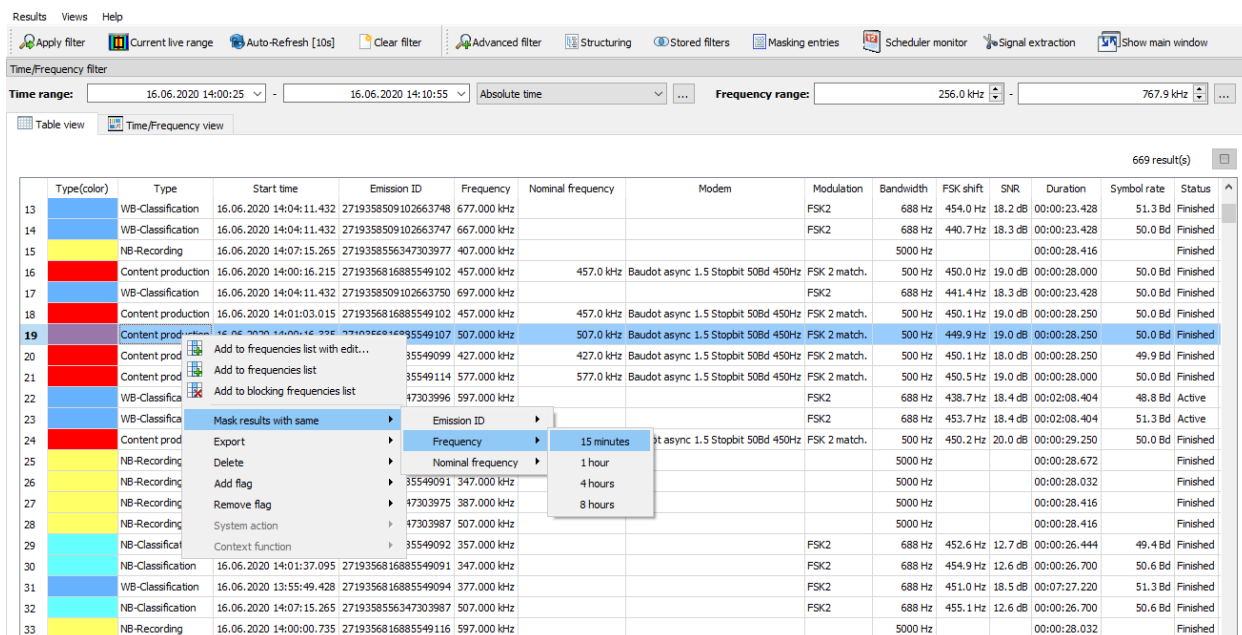 Results Views Help
Apply filter Current live range Auto-Refresh [10s] Clear filter Advanced filter Structuring Stored filters Masking entries Scheduler monitor Signal extraction Show main window
Time/Frequency filter
Time range: 16.06.2020 14:00:25 - 16.06.2020 14:10:55 Absolute time ... Frequency range: 256.0 kHz - 767.9 kHz ...
Table view Time/Frequency view
669 result(s)
Type(color) Type Start time Emission ID Frequency Nominal frequency Modem Modulation Bandwidth FSK shift SNR Duration Symbol rate Status
13 WB-Classification 16.06.2020 14:04:11.432 2719358509102663748 677.000 kHz FSK2 688 Hz 454.0 Hz 18.2 dB 00:00:23.428 51.3 Bd Finished
14 WB-Classification 16.06.2020 14:04:11.432 2719358509102663747 667.000 kHz FSK2 688 Hz 440.7 Hz 18.3 dB 00:00:23.428 50.0 Bd Finished
15 NB-Recording 16.06.2020 14:07:15.265 2719358556347303977 407.000 kHz 5000 Hz 00:00:28.416 Finished
16 Content production 16.06.2020 14:00:16.215 2719356816885549102 457.000 kHz 457.0 kHz Baudot async 1.5 Stopbit 50Bd 450Hz FSK 2 match. 500 Hz 450.0 Hz 19.0 dB 00:00:28.000 50.0 Bd Finished
17 WB-Classification 16.06.2020 14:04:11.432 2719358509102663750 697.000 kHz FSK2 688 Hz 441.4 Hz 18.3 dB 00:00:23.428 50.0 Bd Finished
18 Content production 16.06.2020 14:01:03.015 2719356816885549102 457.000 kHz 457.0 kHz Baudot async 1.5 Stopbit 50Bd 450Hz FSK 2 match. 500 Hz 450.1 Hz 19.0 dB 00:00:28.250 50.0 Bd Finished
19 Content production 16.06.2020 14:00:16.335 2719356816885549107 507.000 kHz 507.0 kHz Baudot async 1.5 Stopbit 50Bd 450Hz FSK 2 match. 500 Hz 449.9 Hz 19.0 dB 00:00:28.250 50.0 Bd Finished
20 Content prod Add to frequencies list with edit... 35549099 427.000 kHz 427.0 kHz Baudot async 1.5 Stopbit 50Bd 450Hz FSK 2 match. 500 Hz 450.1 Hz 18.0 dB 00:00:28.250 49.9 Bd Finished
21 Content prod Add to frequencies list 35549114 577.000 kHz 577.0 kHz Baudot async 1.5 Stopbit 50Bd 450Hz FSK 2 match. 500 Hz 450.5 Hz 19.0 dB 00:00:28.000 50.0 Bd Finished
22 WB-Classifica Add to blocking frequencies list 47303996 597.000 kHz FSK2 688 Hz 438.7 Hz 18.4 dB 00:02:08.404 48.8 Bd Active
23 WB-Classifica Mask results with same Emission ID FSK2 688 Hz 453.7 Hz 18.4 dB 00:02:08.404 51.3 Bd Active
24 Content prod Export Frequency 15 minutes ot async 1.5 Stopbit 50Bd 450Hz FSK 2 match. 500 Hz 450.2 Hz 20.0 dB 00:00:29.250 50.0 Bd Finished
25 NB-Recording Delete Nominal frequency 1 hour 5000 Hz 00:00:28.672 Finished
26 NB-Recording Add flag 35549091 347.000 kHz 4 hours 5000 Hz 00:00:28.032 Finished
27 NB-Recording Remove flag 47303975 387.000 kHz 8 hours 5000 Hz 00:00:28.416 Finished
28 NB-Recording System action 47303987 507.000 kHz 5000 Hz 00:00:28.416 Finished
29 NB-Classificat Context function 35549092 357.000 kHz FSK2 688 Hz 452.6 Hz 12.7 dB 00:00:26.444 49.4 Bd Finished
30 NB-Classification 16.06.2020 14:01:37.095 2719356816885549091 347.000 kHz FSK2 688 Hz 454.9 Hz 12.6 dB 00:00:26.700 50.6 Bd Finished
31 WB-Classification 16.06.2020 13:55:49.428 2719356816885549094 377.000 kHz FSK2 688 Hz 451.0 Hz 18.5 dB 00:07:27.220 51.3 Bd Finished
32 NB-Classification 16.06.2020 14:07:15.265 2719358556347303987 507.000 kHz FSK2 688 Hz 455.1 Hz 12.6 dB 00:00:26.700 50.6 Bd Finished
33 NB-Recording 16.06.2020 14:00:00.735 2719356816885549116 597.000 kHz 5000 Hz 00:00:28.032 Finished